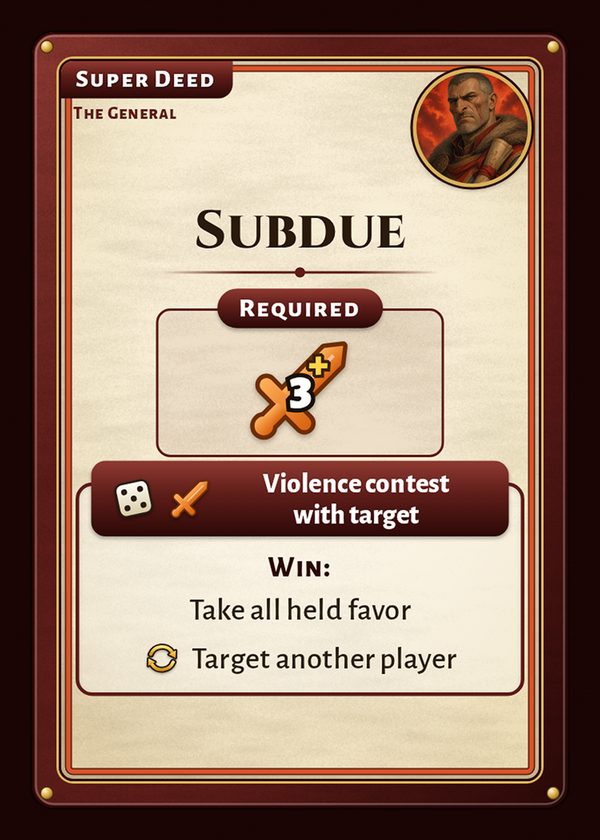 Super Deed
The General
Subdue
Required
3
Violence contest
with target
Win:
Take all held favor
Target another player